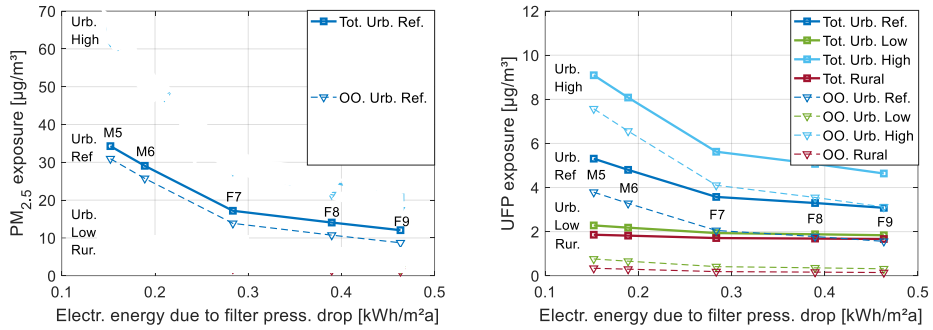 70
60
50
40
30
20
10
0
PM2.5 exposure [μg/m³]
Urb.
High
Urb.
Ref
Urb.
Low
Rur.
M5
M6
F7
F8
F9
Tot. Urb. Ref.
OO. Urb. Ref.
0.1 0.2 0.3 0.4 0.5
Electr. energy due to filter press. drop [kWh/m²a]
12
10
8
6
4
2
0
UFP exposure [μg/m³]
Urb.
High
Urb.
Ref
Urb.
Low
Rur.
M5
M6
F7
F8
F9
Tot. Urb. Ref.
Tot. Urb. Low
Tot. Urb. High
Tot. Rural
OO. Urb. Ref.
OO. Urb. Low
OO. Urb. High
OO. Rural
0.1 0.2 0.3 0.4 0.5
Electr. energy due to filter press. drop [kWh/m²a]